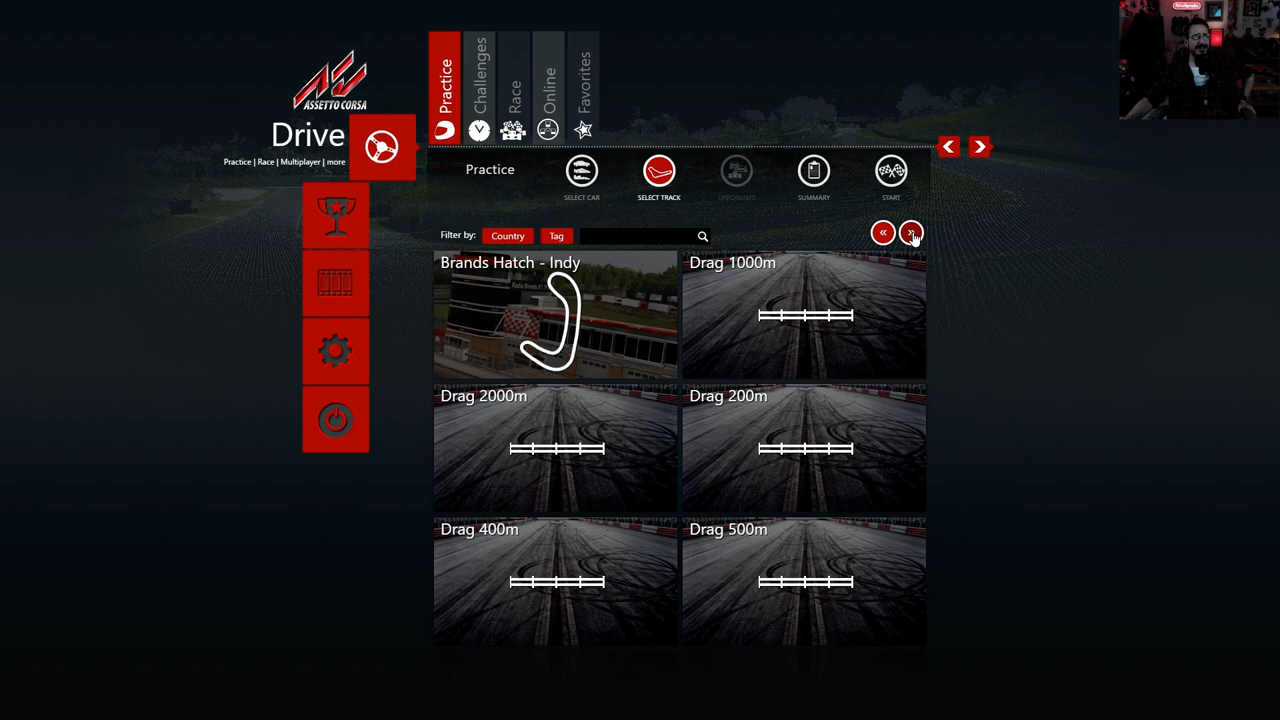 ASSETTO CORSA
Drive
Practice | Race | Multiplayer | more
Practice
Challenges
Race
Online
Favorites
Practice
SELECT CAR
SELECT TRACK
OPPONENTS
SUMMARY
START
Filter by:
Country
Tag
Brands Hatch - Indy
Drag 1000m
Drag 2000m
Drag 200m
Drag 400m
Drag 500m